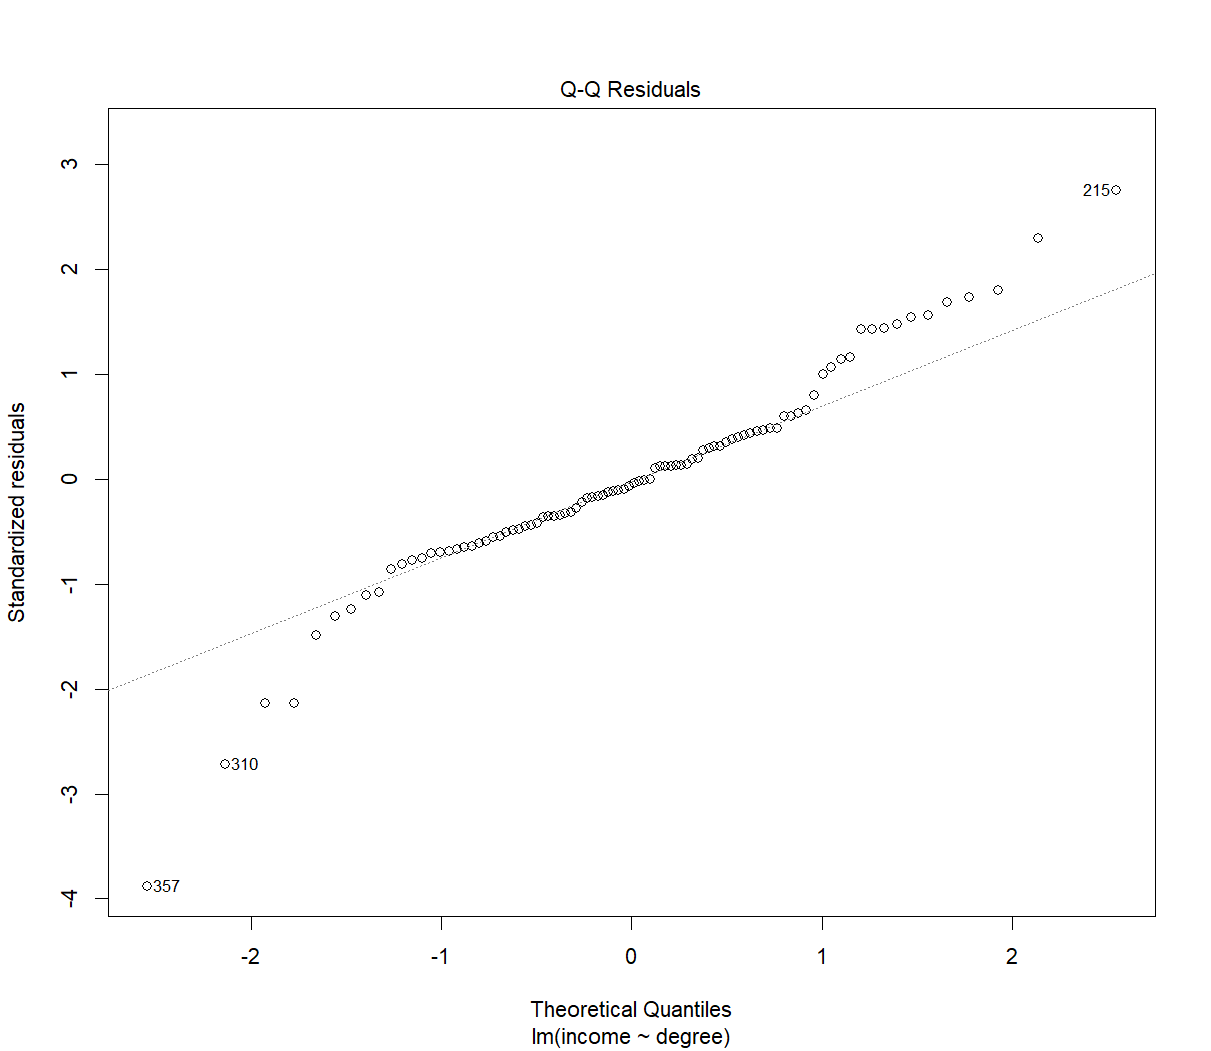 Q-Q Residuals
3
2
1
0
-1
-2
-3
-4
Standardized residuals
215
310
357
-2 -1 0 1 2
Theoretical Quantiles
lm(income ~ degree)